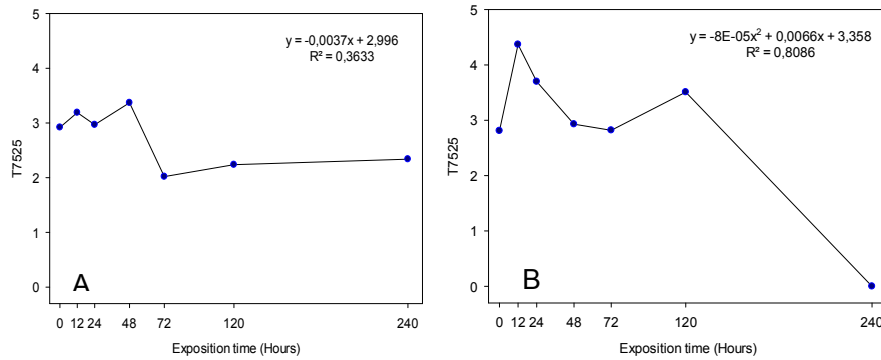 5
4
3
2
1
0
T7525
y = -0,0037x + 2,996
R² = 0,3633
A
0 12 24 48 72 120 240
Exposition time (Hours)
5
4
3
2
1
0
T7525
y = -8E-05x² + 0,0066x + 3,358
R² = 0,8086
B
0 12 24 48 72 120 240
Exposition time (Hours)